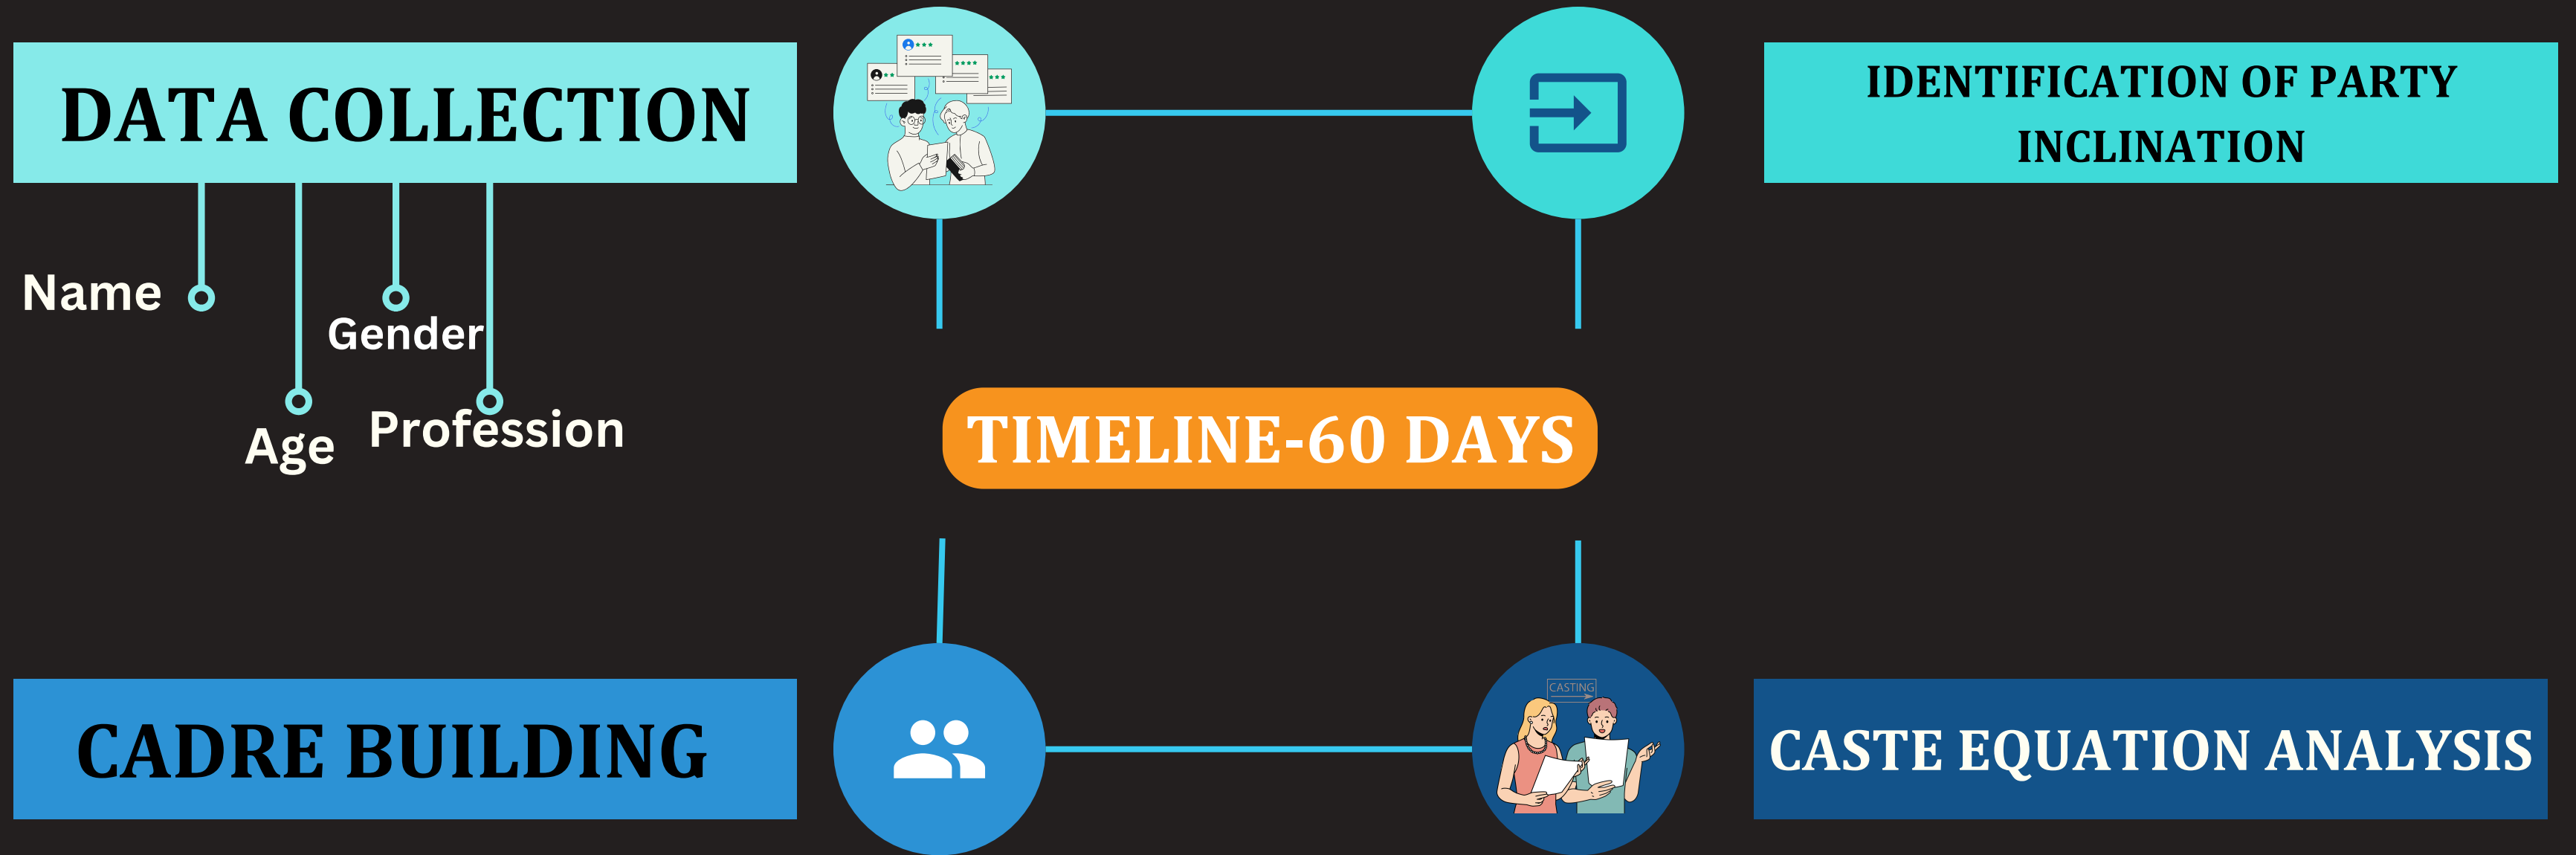 DATA COLLECTION
IDENTIFICATION OF PARTY
INCLINATION
Name
Gender
Age
Profession
TIMELINE-60 DAYS
CADRE BUILDING
CASTING
CASTE EQUATION ANALYSIS